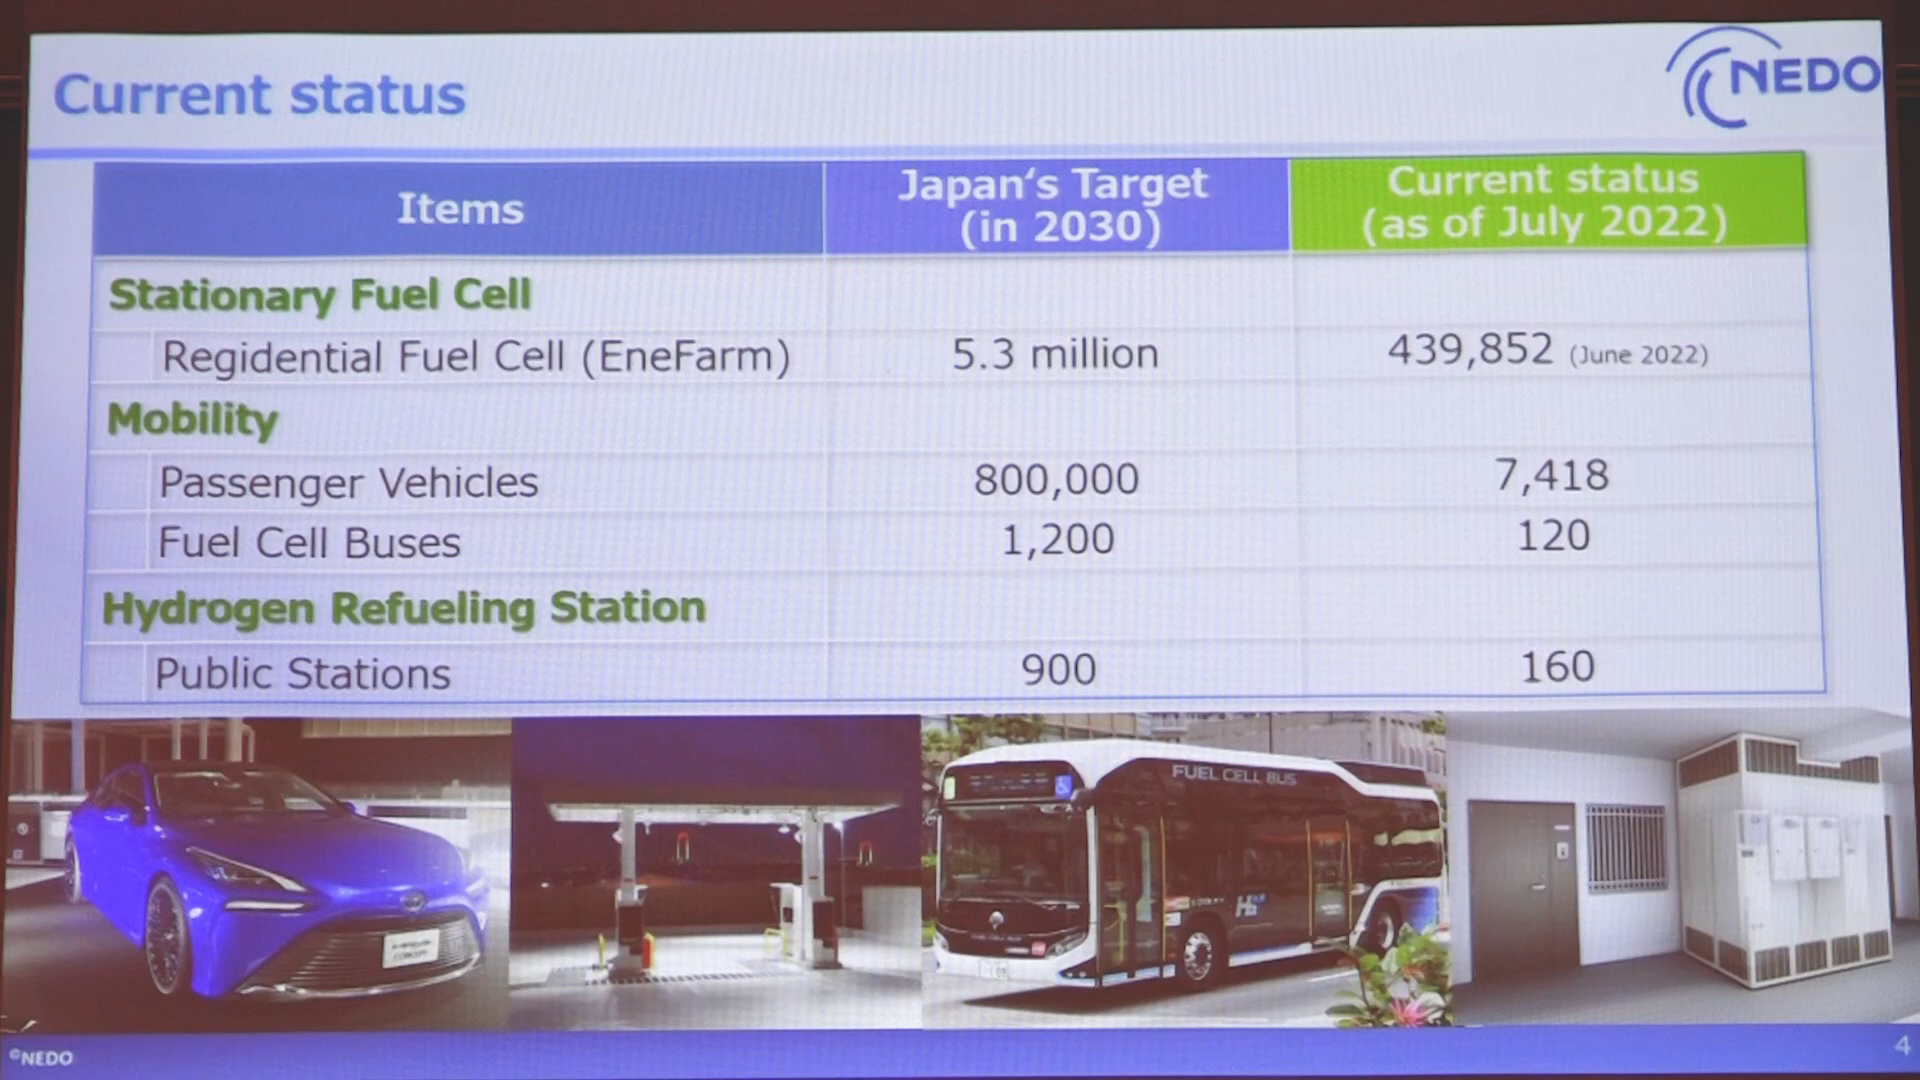 Current status
NEDO
Items
Japan‘s Target
(in 2030)
Current status
(as of July 2022)
Stationary Fuel Cell
Regidential Fuel Cell (EneFarm)
5.3 million
439,852 (June 2022)
Mobility
Passenger Vehicles
800,000
7,418
Fuel Cell Buses
1,200
120
Hydrogen Refueling Station
Public Stations
900
160
FUEL CELL BUS
©NEDO
4